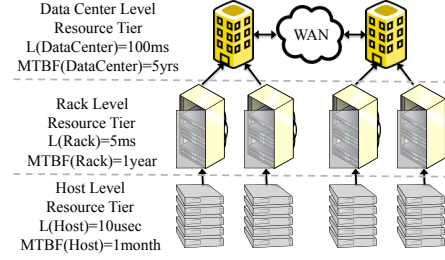 Data Center Level
Resource Tier
L(DataCenter)=100ms
MTBF(DataCenter)=5yrs
WAN
Rack Level
Resource Tier
L(Rack)=5ms
MTBF(Rack)=1year
Host Level
Resource Tier
L(Host)=10usec
MTBF(Host)=1month